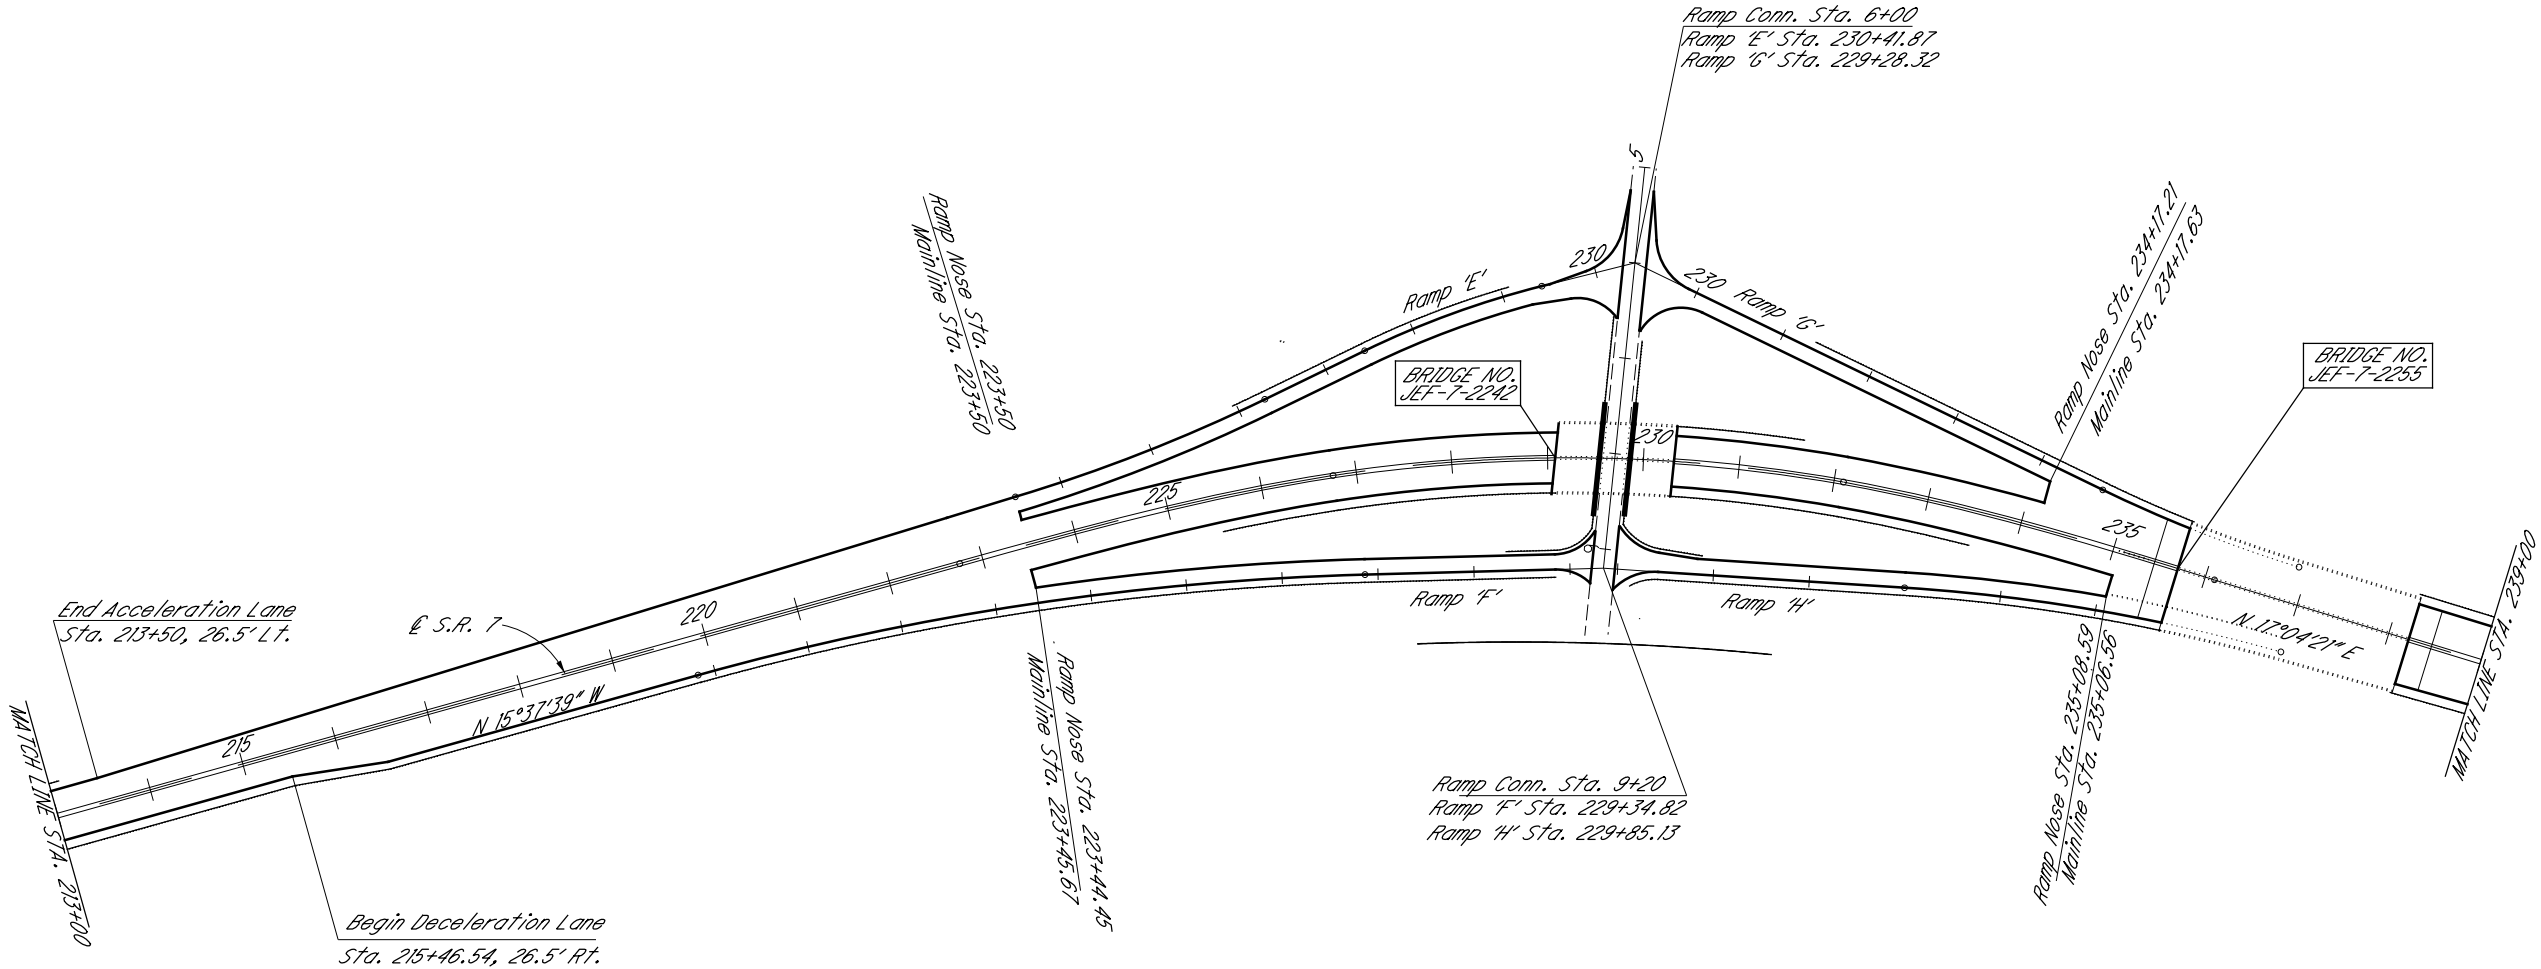 Ramp Conn. Sta. 6+00
Ramp 'E' Sta. 230+41.87
Ramp 'G' Sta. 229+28.32
5
Ramp Nose Sta. 223+50
Mainline Sta. 223+50
Ramp Nose Sta. 234+17.21
Mainline Sta. 234+17.63
230
230
Ramp 'E'
Ramp 'G'
BRIDGE NO.
JEF-7-2242
BRIDGE NO.
JEF-7-2255
230
225
235
220
215
End Acceleration Lane
Sta. 213+50, 26.5' Lt.
℄ S.R. 7
N 15°37'39" W
N 17°04'21" E
Ramp 'F'
Ramp 'H'
MATCH LINE STA. 213+00
MATCH LINE STA. 239+00
Ramp Nose Sta. 223+44.45
Mainline Sta. 223+45.67
Ramp Nose Sta. 235+08.59
Mainline Sta. 235+06.56
Ramp Conn. Sta. 9+20
Ramp 'F' Sta. 229+34.82
Ramp 'H' Sta. 229+85.13
Begin Deceleration Lane
Sta. 215+46.54, 26.5' Rt.